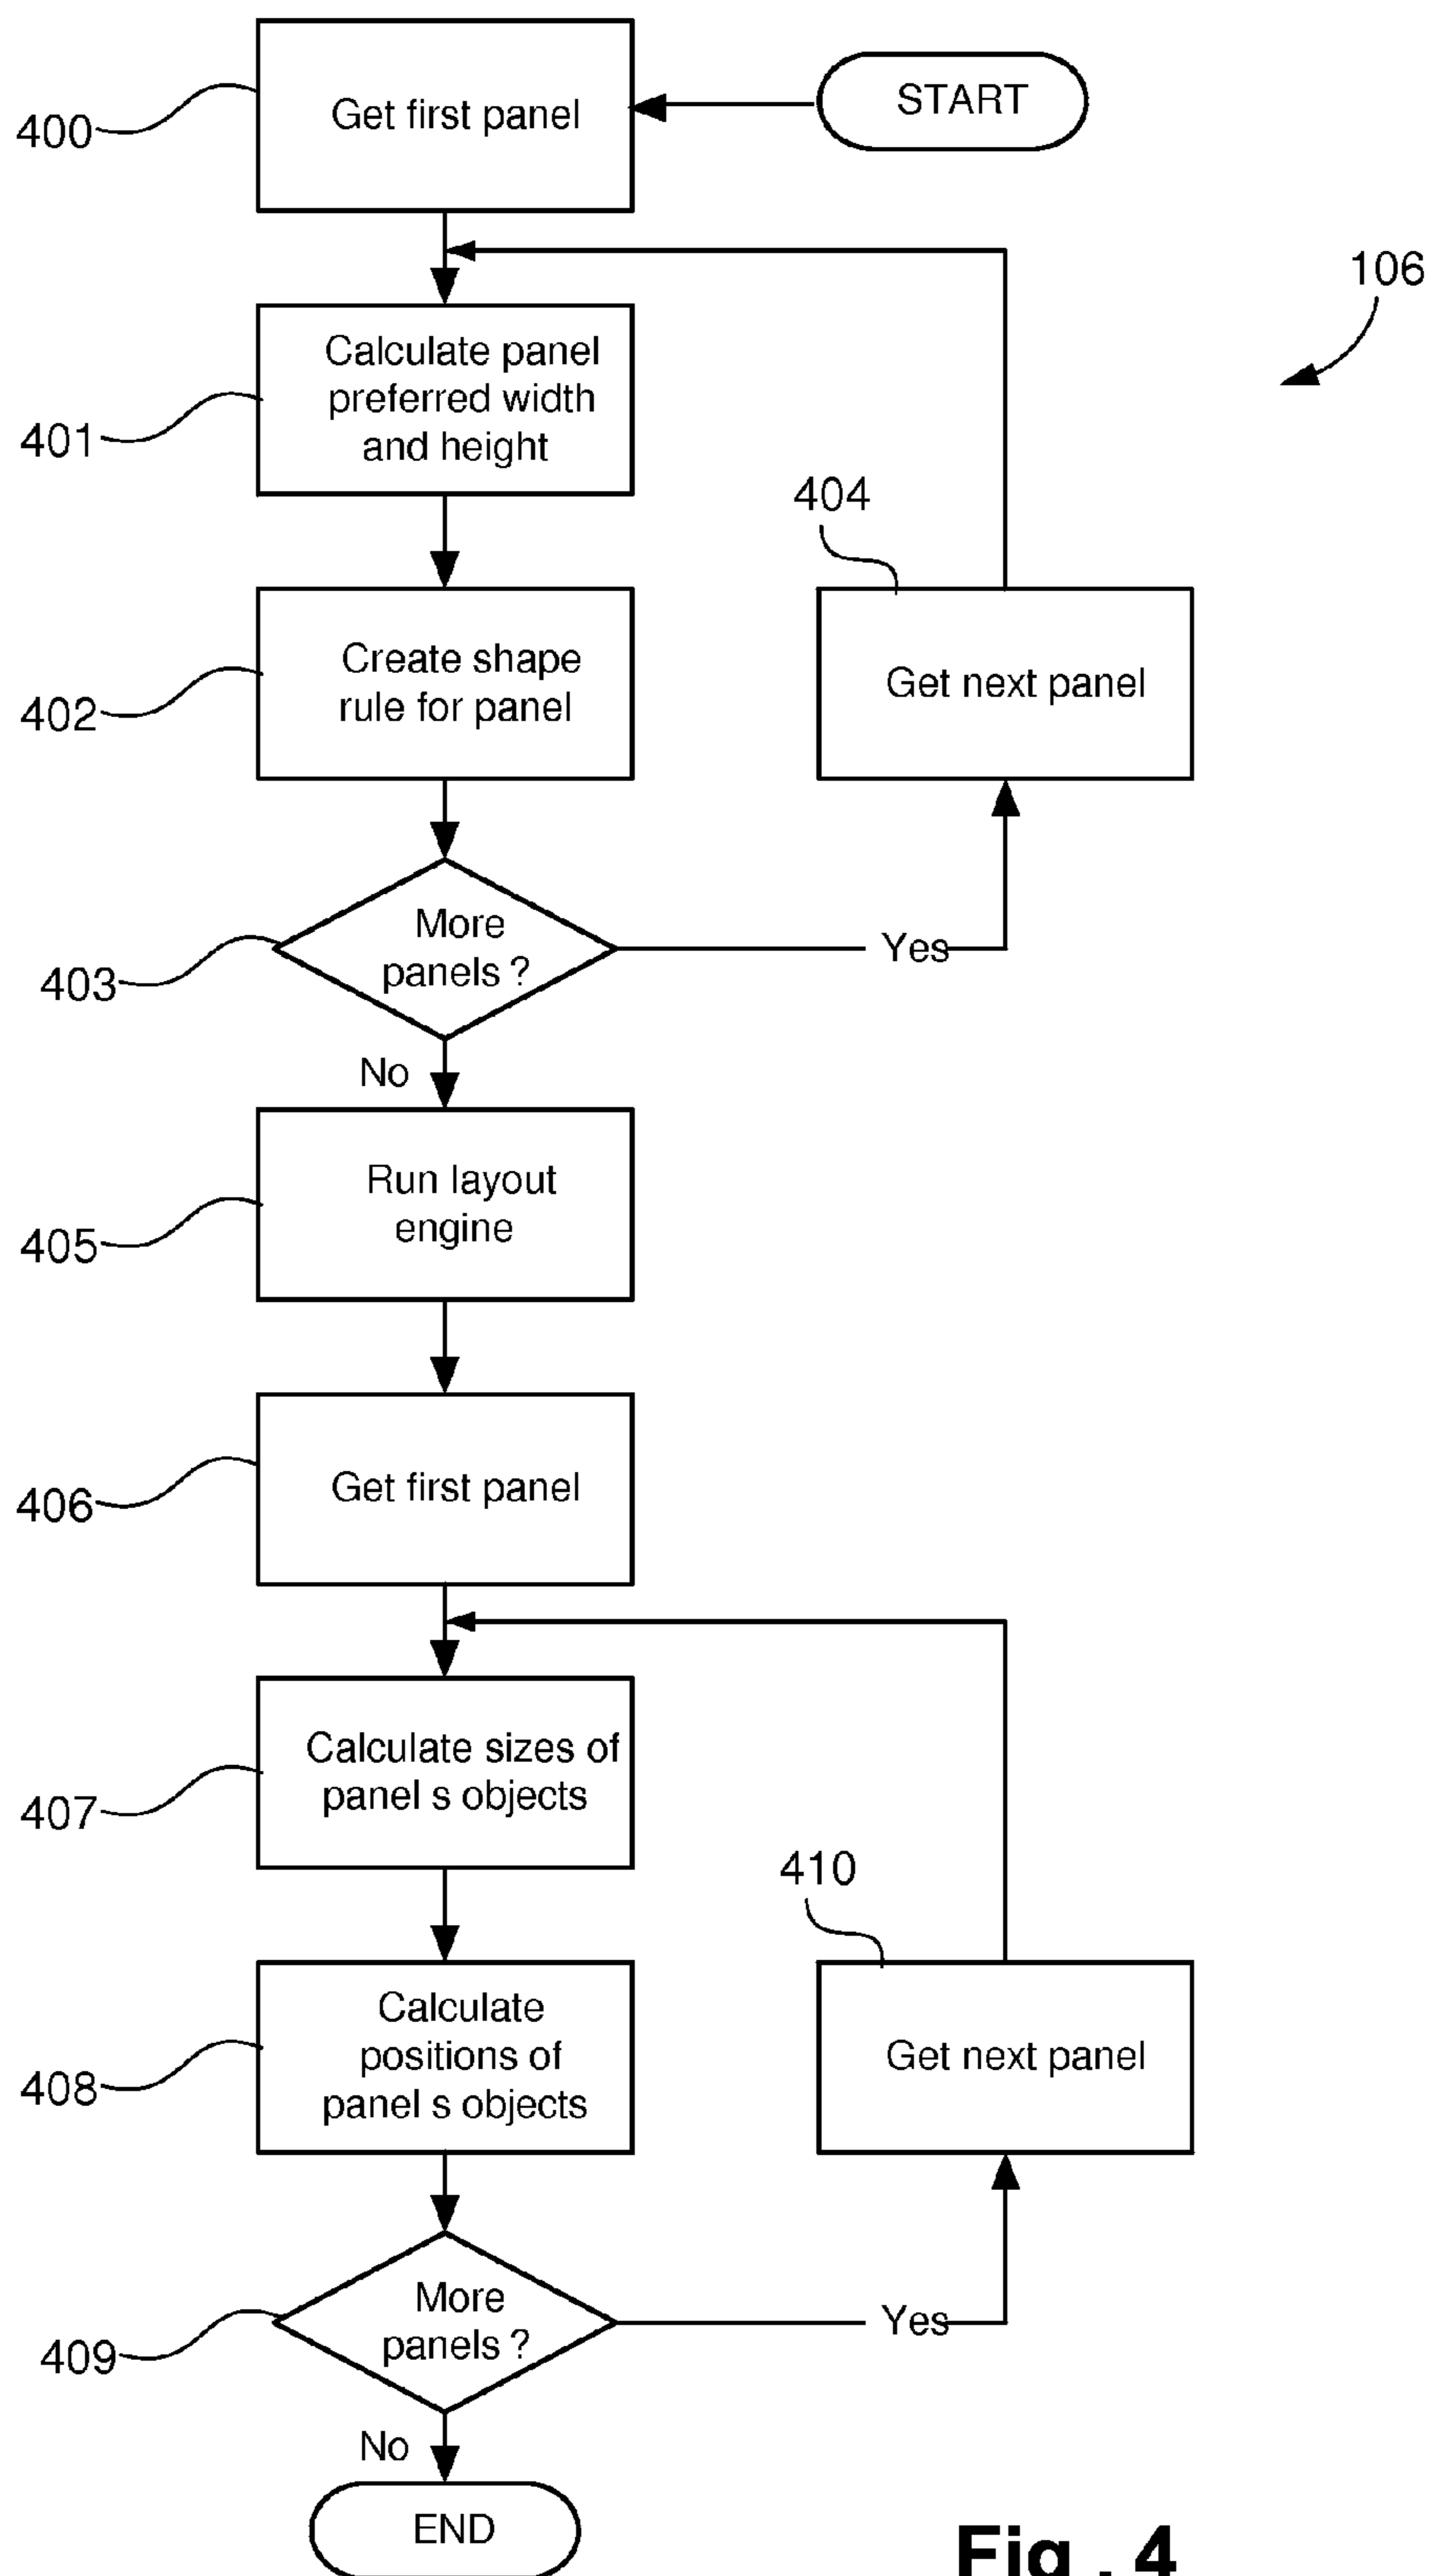 START
400
Get first panel
106
401
Calculate panel
preferred width
and height
404
402
Create shape
rule for panel
Get next panel
403
More
panels ?
Yes
No
405
Run layout
engine
406
Get first panel
407
Calculate sizes of
panel s objects
410
408
Calculate
positions of
panel s objects
Get next panel
409
More
panels ?
Yes
No
END
Fig . 4